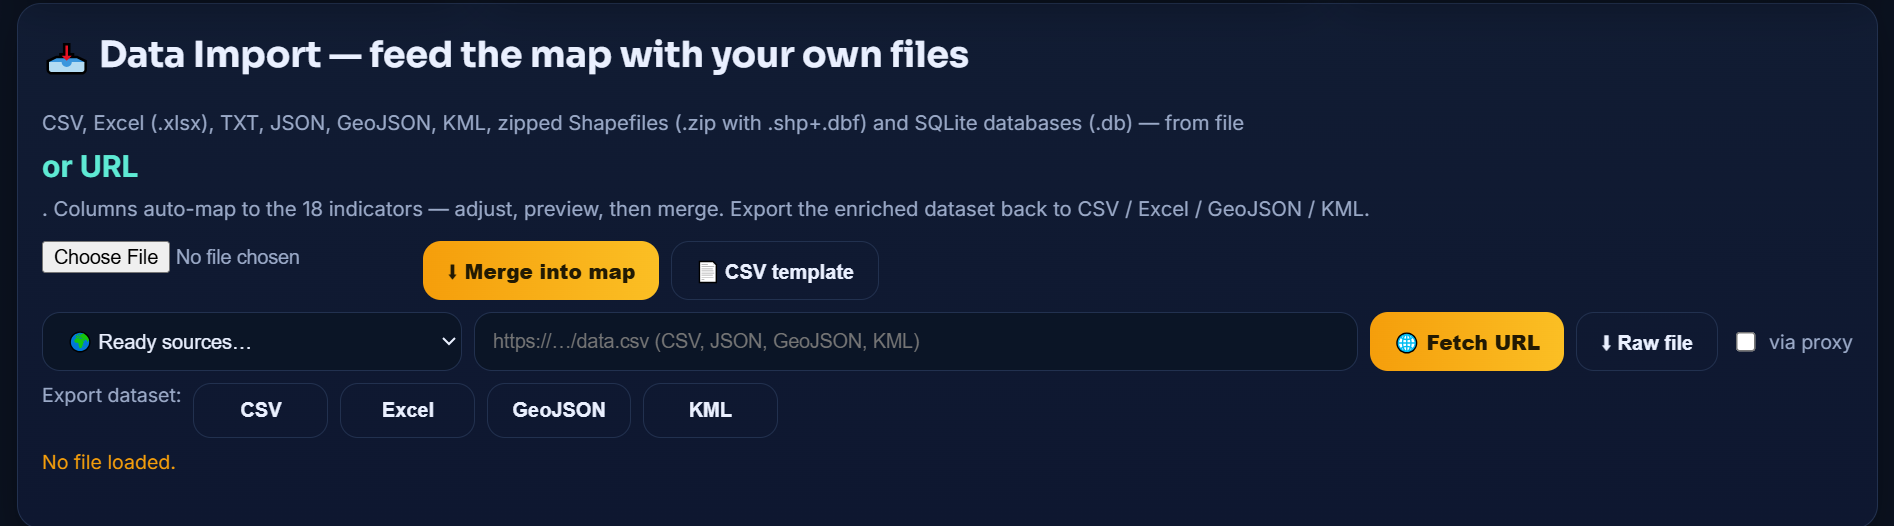 Data Import — feed the map with your own files
CSV, Excel (.xlsx), TXT, JSON, GeoJSON, KML, zipped Shapefiles (.zip with .shp+.dbf) and SQLite databases (.db) — from file
or URL
. Columns auto-map to the 18 indicators — adjust, preview, then merge. Export the enriched dataset back to CSV / Excel / GeoJSON / KML.
Choose File No file chosen
⬇ Merge into map
📄 CSV template
🌍 Ready sources...
https://.../data.csv (CSV, JSON, GeoJSON, KML)
🌐 Fetch URL
⬇ Raw file
via proxy
Export dataset:
CSV
Excel
GeoJSON
KML
No file loaded.